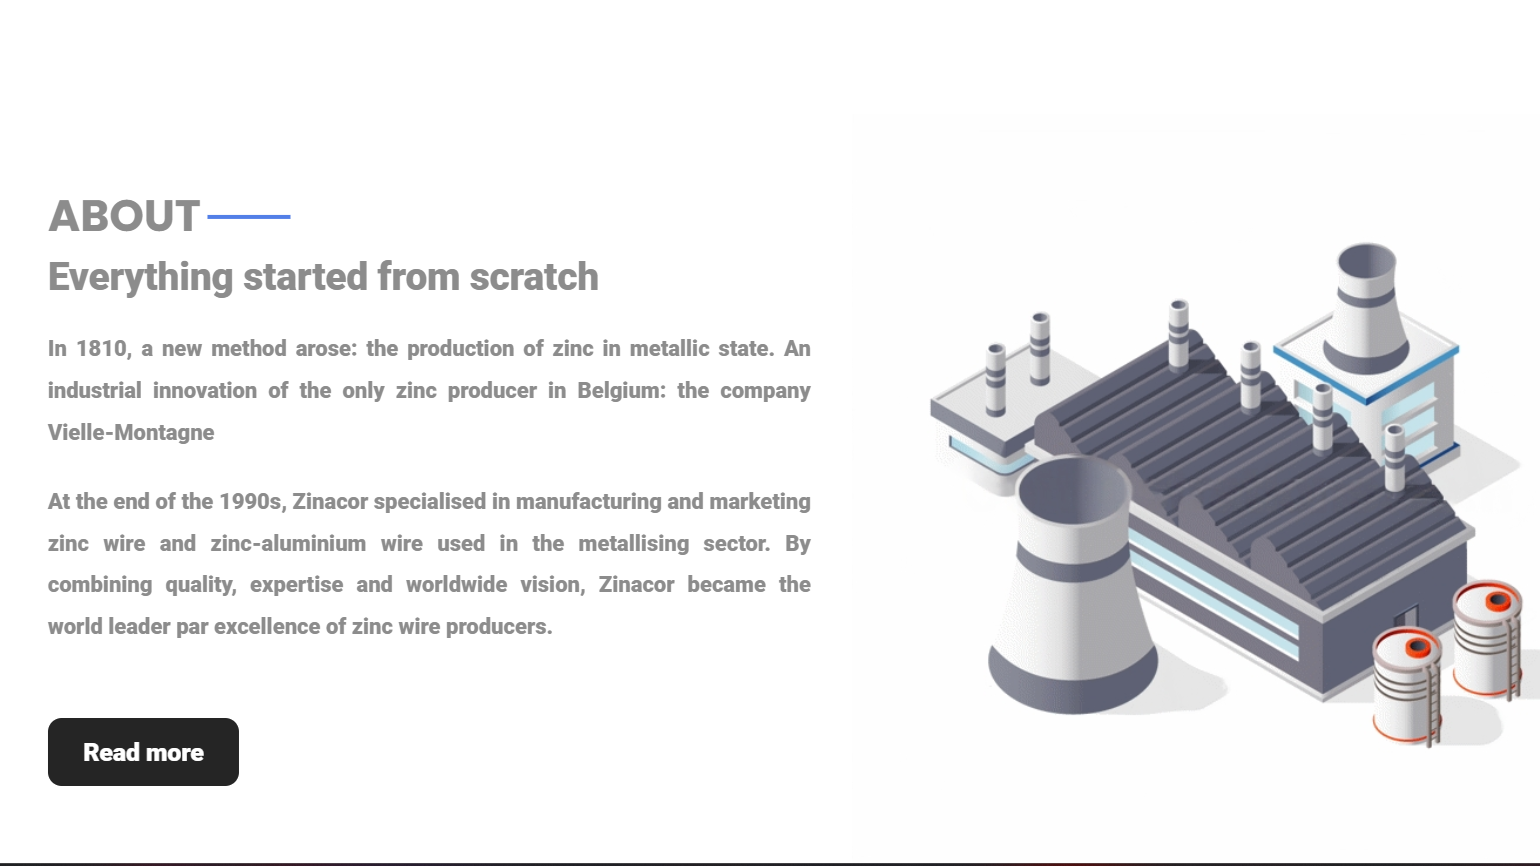 ABOUT
Everything started from scratch
In 1810, a new method arose: the production of zinc in metallic state. An
industrial innovation of the only zinc producer in Belgium: the company
Vielle-Montagne
At the end of the 1990s, Zinacor specialised in manufacturing and marketing
zinc wire and zinc-aluminium wire used in the metallising sector. By
combining quality, expertise and worldwide vision, Zinacor became the
world leader par excellence of zinc wire producers.
Read more